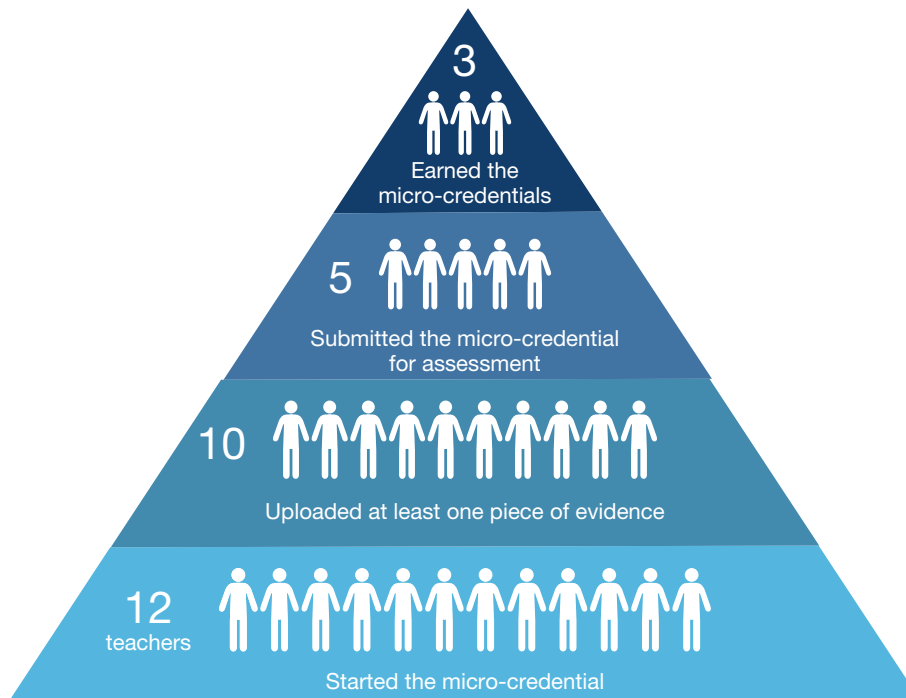 3
Earned the
micro-credentials
5
Submitted the micro-credential
for assessment
10
Uploaded at least one piece of evidence
12
teachers
Started the micro-credential